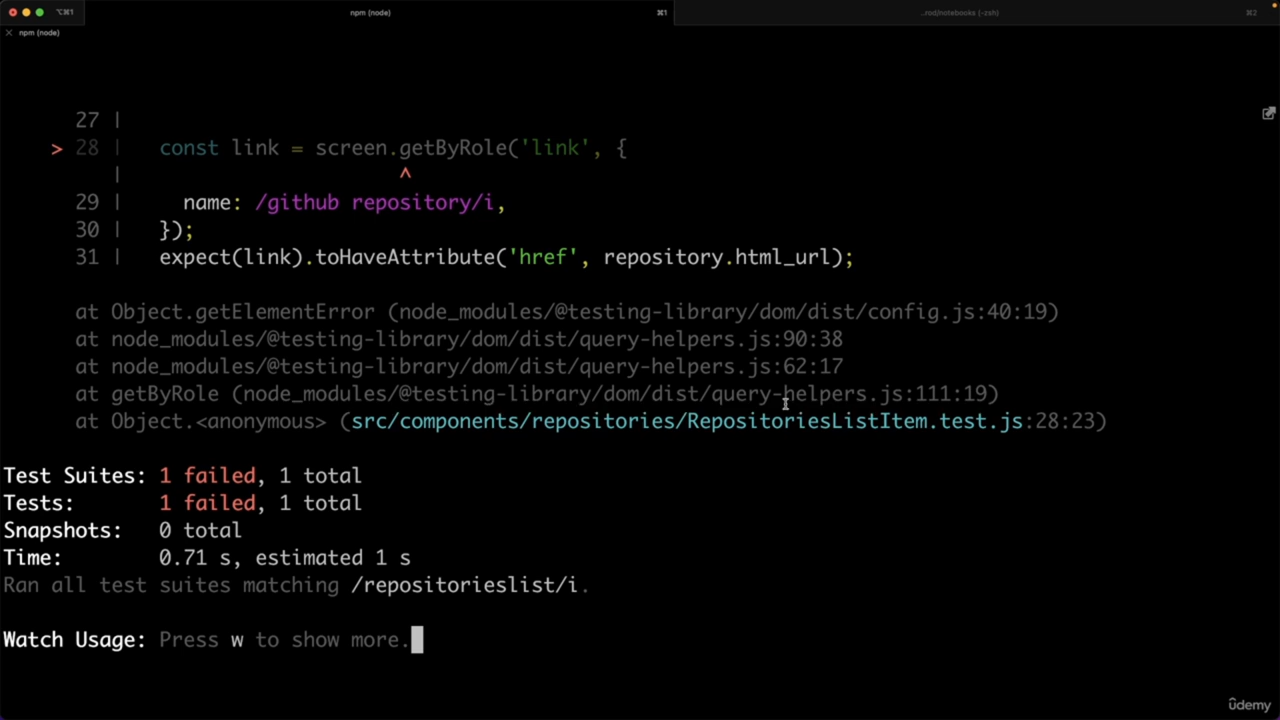 ⌥⌘1 npm (node) ⌘1 ..rod/notebooks (-zsh) ⌘2
npm (node)
27 |
> 28 | const link = screen.getByRole('link', {
| ^
29 | name: /github repository/i,
30 | });
31 | expect(link).toHaveAttribute('href', repository.html_url);
at Object.getElementError (node_modules/@testing-library/dom/dist/config.js:40:19)
at node_modules/@testing-library/dom/dist/query-helpers.js:90:38
at node_modules/@testing-library/dom/dist/query-helpers.js:62:17
at getByRole (node_modules/@testing-library/dom/dist/query-helpers.js:111:19)
at Object.<anonymous> (src/components/repositories/RepositoriesListItem.test.js:28:23)
Test Suites: 1 failed, 1 total
Tests: 1 failed, 1 total
Snapshots: 0 total
Time: 0.71 s, estimated 1 s
Ran all test suites matching /repositorieslist/i.
Watch Usage: Press w to show more.
ûdemy